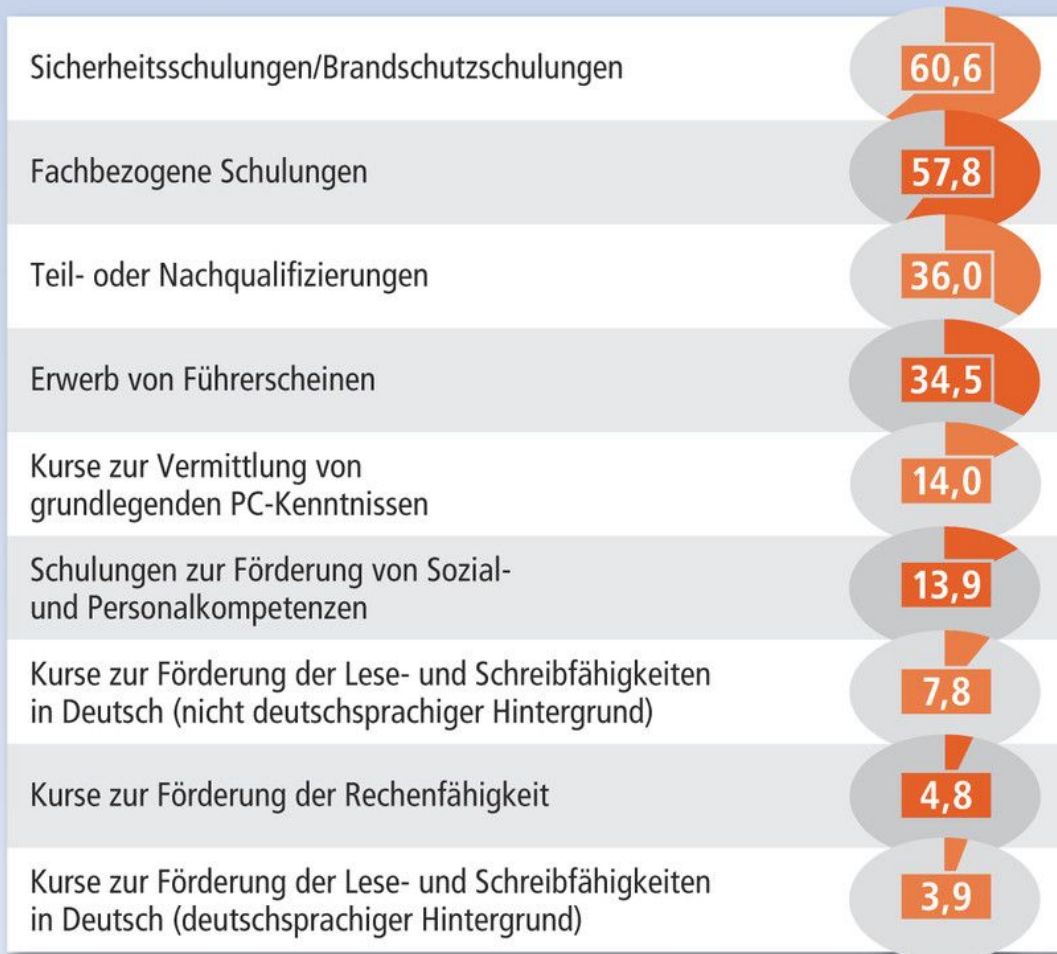 Sicherheitsschulungen/Brandschutzschulungen
60,6
Fachbezogene Schulungen
57,8
Teil- oder Nachqualifizierungen
36,0
Erwerb von Führerscheinen
34,5
Kurse zur Vermittlung von
grundlegenden PC-Kenntnissen
14,0
Schulungen zur Förderung von Sozial-
und Personalkompetenzen
13,9
Kurse zur Förderung der Lese- und Schreibfähigkeiten
in Deutsch (nicht deutschsprachiger Hintergrund)
7,8
Kurse zur Förderung der Rechenfähigkeit
4,8
Kurse zur Förderung der Lese- und Schreibfähigkeiten
in Deutsch (deutschsprachiger Hintergrund)
3,9